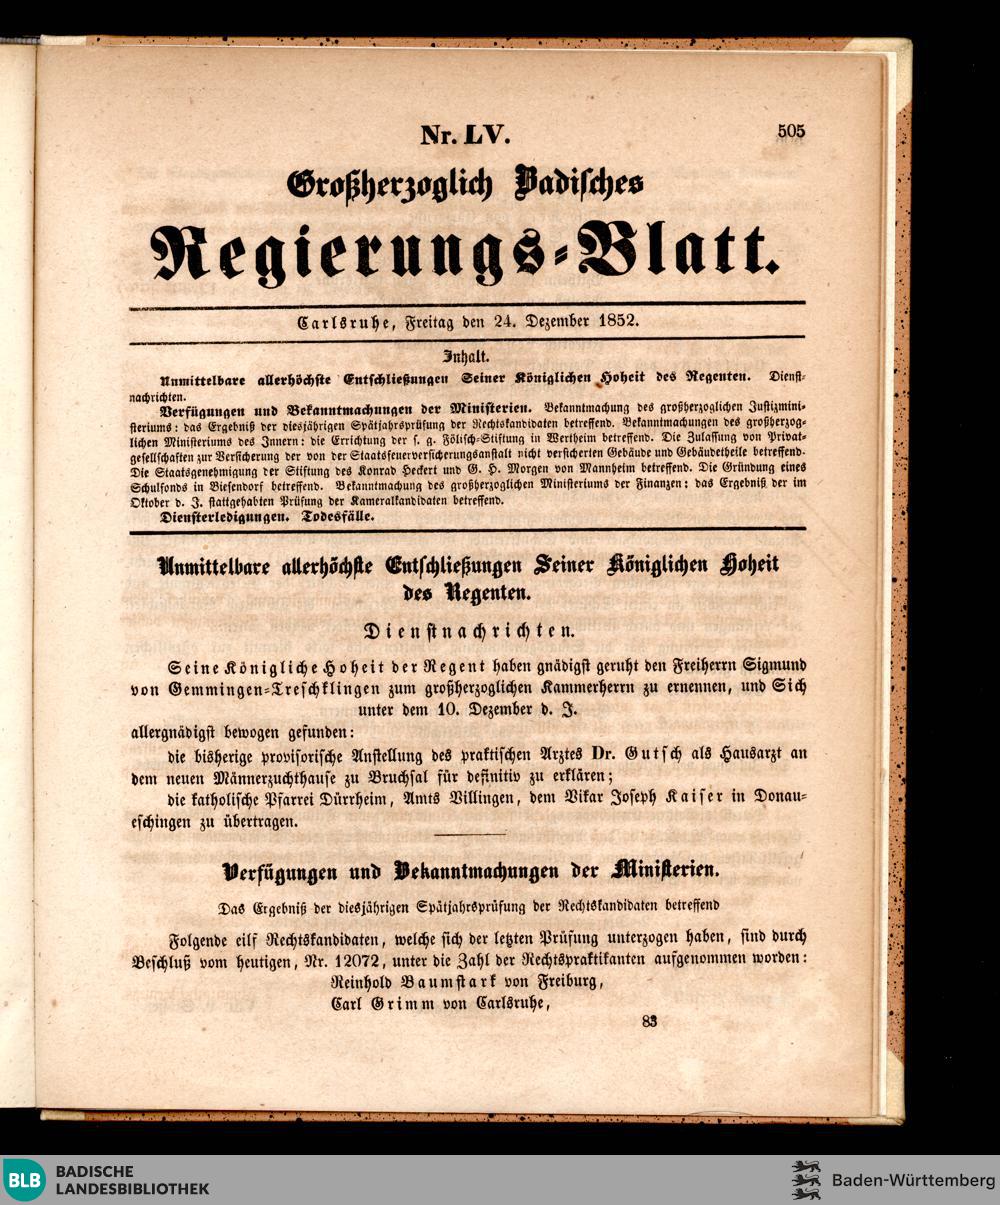 Nr. LV.
505
Großherzoglich Badisches
Regierungs-Blatt.
Carlsruhe, Freitag den 24. Dezember 1852.
Inhalt.
Unmittelbare allerhöchste Entschließungen Seiner Königlichen Hoheit des Regenten. Dienst-
nachrichten.
Verfügungen und Bekanntmachungen der Ministerien. Bekanntmachung des großherzoglichen Justizmini-
steriums: das Ergebniß der diesjährigen Spätjahrsprüfung der Rechtskandidaten betreffend. Bekanntmachungen des großherzog-
lichen Ministeriums des Innern: die Errichtung der s. g. Fölisch-Stiftung in Wertheim betreffend. Die Zulassung von Privat-
gesellschaften zur Versicherung der von der Staatsfeuerversicherungsanstalt nicht versicherten Gebäude und Gebäudetheile betreffend.
Die Staatsgenehmigung der Stiftung des Konrad Heckert und G. H. Morgen von Mannheim betreffend. Die Gründung eines
Schulfonds in Biesendorf betreffend. Bekanntmachung des großherzoglichen Ministeriums der Finanzen: das Ergebniß der im
Oktober d. J. stattgehabten Prüfung der Kameralkandidaten betreffend.
Diensterledigungen. Todesfälle.
Unmittelbare allerhöchste Entschließungen Seiner Königlichen Hoheit
des Regenten.
Dienstnachrichten.
Seine Königliche Hoheit der Regent haben gnädigst geruht den Freiherrn Sigmund
von Gemmingen-Treschklingen zum großherzoglichen Kammerherrn zu ernennen, und Sich
unter dem 10. Dezember d. J.
allergnädigst bewogen gefunden:
die bisherige provisorische Anstellung des praktischen Arztes Dr. Gutsch als Hausarzt an
dem neuen Männerzuchthause zu Bruchsal für definitiv zu erklären;
die katholische Pfarrei Dürrheim, Amts Villingen, dem Vikar Joseph Kaiser in Donau-
eschingen zu übertragen.
Verfügungen und Bekanntmachungen der Ministerien.
Das Ergebniß der diesjährigen Spätjahrsprüfung der Rechtskandidaten betreffend
Folgende eilf Rechtskandidaten, welche sich der letzten Prüfung unterzogen haben, sind durch
Beschluß vom heutigen, Nr. 12072, unter die Zahl der Rechtspraktikanten aufgenommen worden:
Reinhold Baumstark von Freiburg,
Carl Grimm von Carlsruhe,
83
BLB BADISCHE
LANDESBIBLIOTHEK
Baden-Württemberg